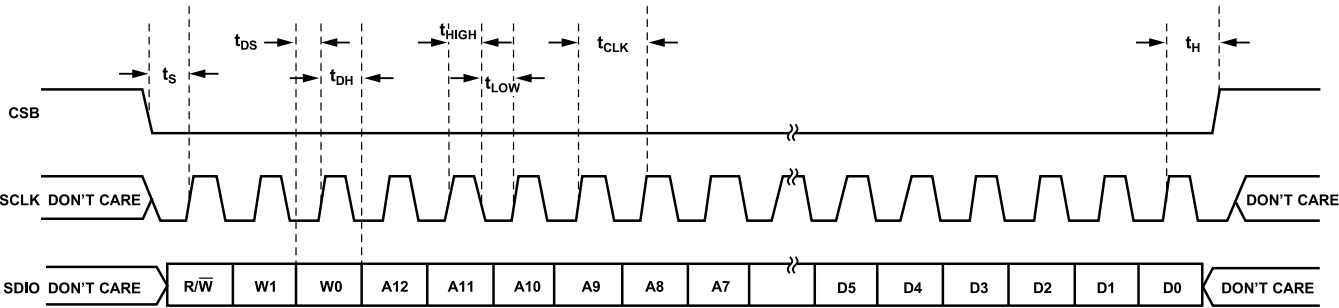 tDS
tHIGH
tCLK
tH
tS
tDH
tLOW
CSB
SCLK DON'T CARE DON'T CARE
SDIO DON'T CARE R/W̅ W1 W0 A12 A11 A10 A9 A8 A7 D5 D4 D3 D2 D1 D0 DON'T CARE